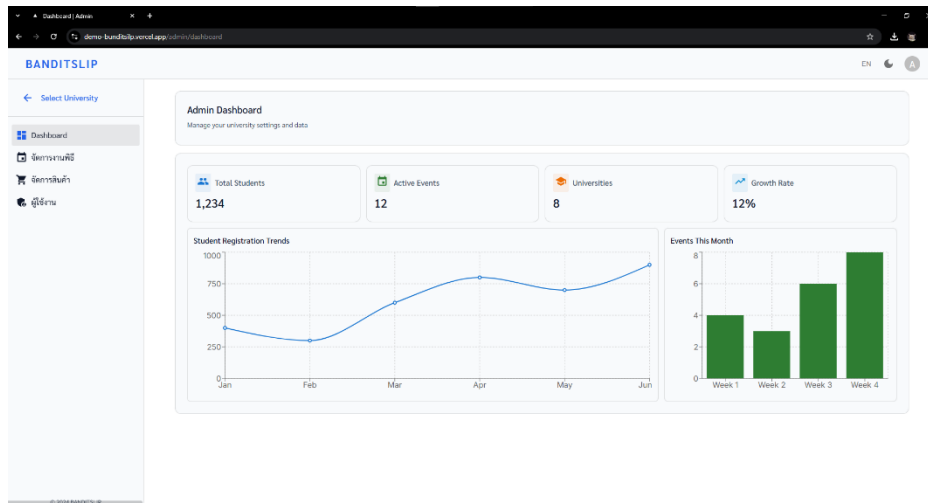 Dashboard | Admin
demo-bunditslip.vercel.app/admin/dashboard
BANDITSLIP
EN
A
Select University
Dashboard
จัดการงานพิธี
จัดการสินค้า
ผู้ใช้งาน
Admin Dashboard
Manage your university settings and data
Total Students
1,234
Active Events
12
Universities
8
Growth Rate
12%
Student Registration Trends
1000
750
500
250
0
Jan Feb Mar Apr May Jun
Events This Month
8
6
4
2
0
Week 1 Week 2 Week 3 Week 4